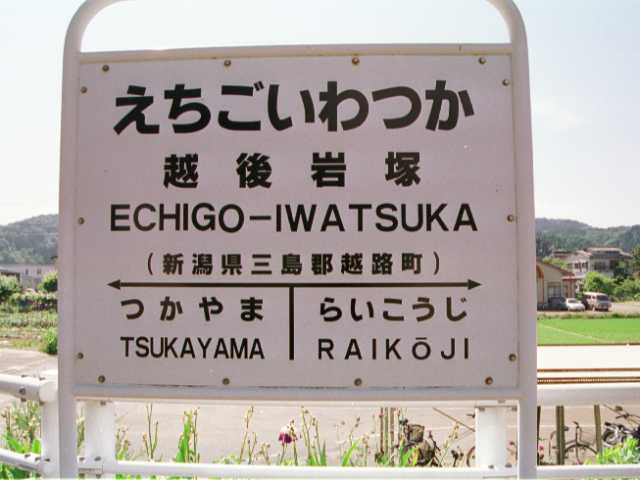 えちごいわつか
越後岩塚
ECHIGO-IWATSUKA
(新潟県三島郡越路町)
つかやま らいこうじ
TSUKAYAMA RAIKŌJI